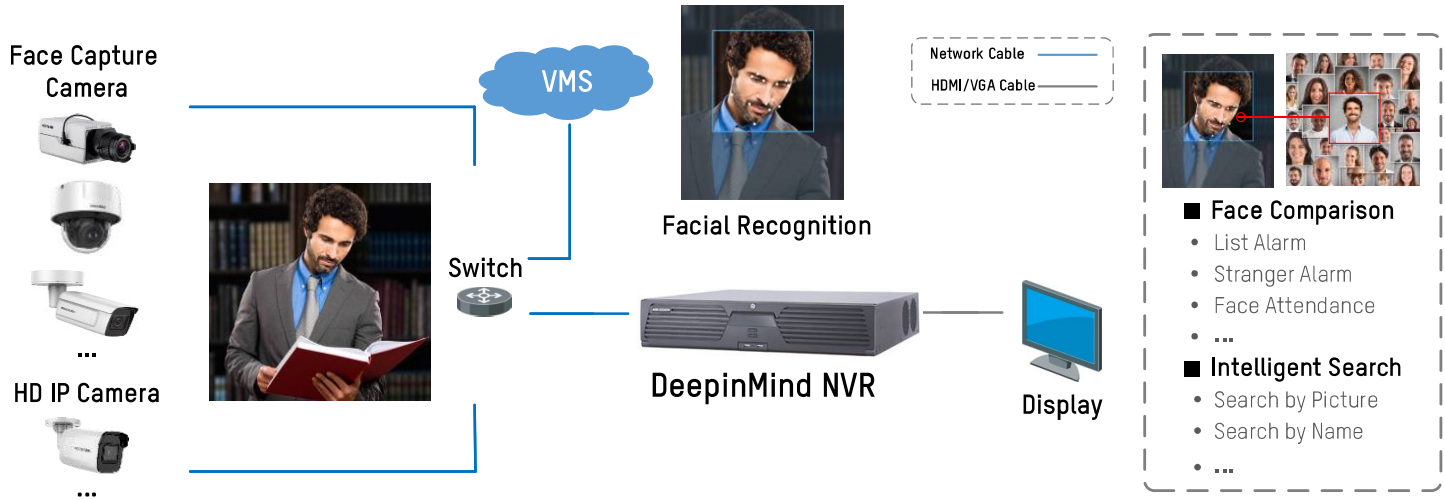 Face Capture
Camera
...
HD IP Camera
...
VMS
Switch
Facial Recognition
HIKVISION
DeepinMind NVR
Display
Network Cable
HDMI/VGA Cable
■ Face Comparison
• List Alarm
• Stranger Alarm
• Face Attendance
• ...
■ Intelligent Search
• Search by Picture
• Search by Name
• ...